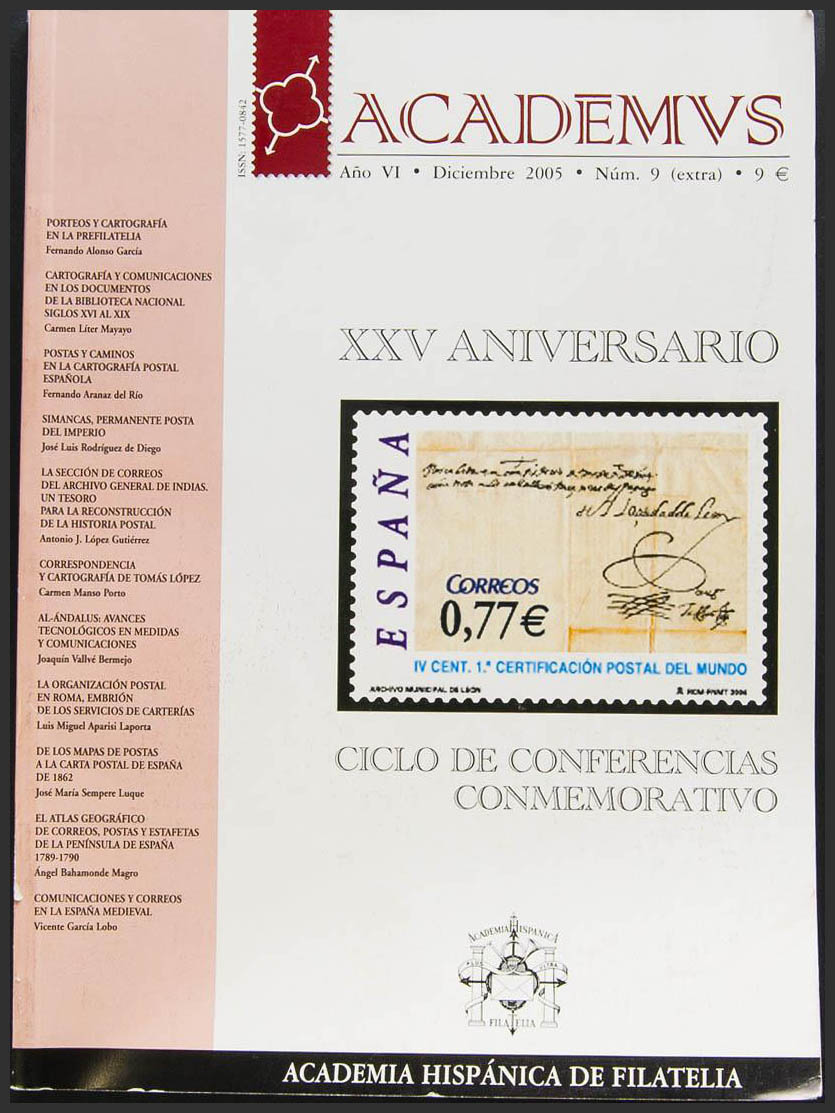 ISSN: 1577-0842
ACADEMVS
Año VI • Diciembre 2005 • Núm. 9 (extra) • 9 €
PORTEOS Y CARTOGRAFÍA
EN LA PREFILATELIA
Fernando Alonso García
CARTOGRAFÍA Y COMUNICACIONES
EN LOS DOCUMENTOS
DE LA BIBLIOTECA NACIONAL
SIGLOS XVI AL XIX
Carmen Líter Mayayo
POSTAS Y CAMINOS
EN LA CARTOGRAFÍA POSTAL
ESPAÑOLA
Fernando Aranaz del Río
SIMANCAS, PERMANENTE POSTA
DEL IMPERIO
José Luis Rodríguez de Diego
LA SECCIÓN DE CORREOS
DEL ARCHIVO GENERAL DE INDIAS.
UN TESORO
PARA LA RECONSTRUCCIÓN
DE LA HISTORIA POSTAL
Antonio J. López Gutiérrez
CORRESPONDENCIA
Y CARTOGRAFÍA DE TOMÁS LÓPEZ
Carmen Manso Porto
AL-ÁNDALUS: AVANCES
TECNOLÓGICOS EN MEDIDAS
Y COMUNICACIONES
Joaquín Vallvé Bermejo
LA ORGANIZACIÓN POSTAL
EN ROMA, EMBRIÓN
DE LOS SERVICIOS DE CARTERÍAS
Luis Miguel Aparisi Laporta
DE LOS MAPAS DE POSTAS
A LA CARTA POSTAL DE ESPAÑA
DE 1862
José María Sempere Luque
EL ATLAS GEOGRÁFICO
DE CORREOS, POSTAS Y ESTAFETAS
DE LA PENÍNSULA DE ESPAÑA
1789-1790
Ángel Bahamonde Magro
COMUNICACIONES Y CORREOS
EN LA ESPAÑA MEDIEVAL
Vicente García Lobo
XXV ANIVERSARIO
ESPAÑA
CORREOS
0,77€
IV CENT. 1.ª CERTIFICACIÓN POSTAL DEL MUNDO
ARCHIVO MUNICIPAL DE LEÓN
RCM-FNMT 2004
CICLO DE CONFERENCIAS
CONMEMORATIVO
ACADEMIA HISPANICA
FILATELIA
ACADEMIA HISPÁNICA DE FILATELIA